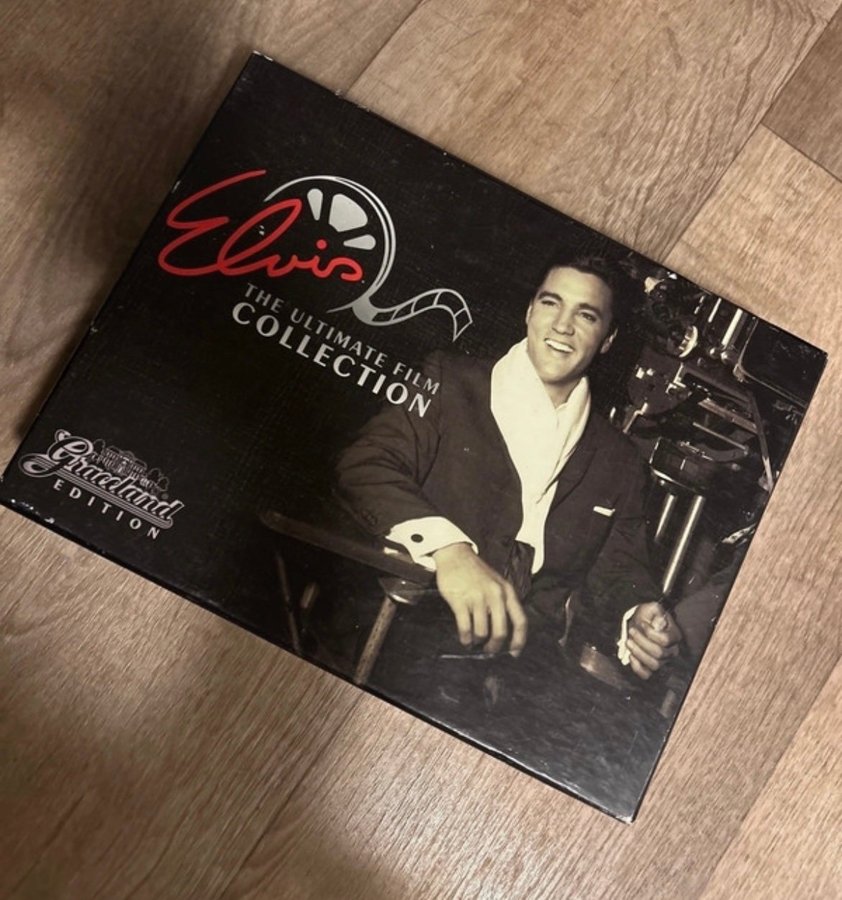 Elvis
THE ULTIMATE FILM
COLLECTION
Graceland
EDITION